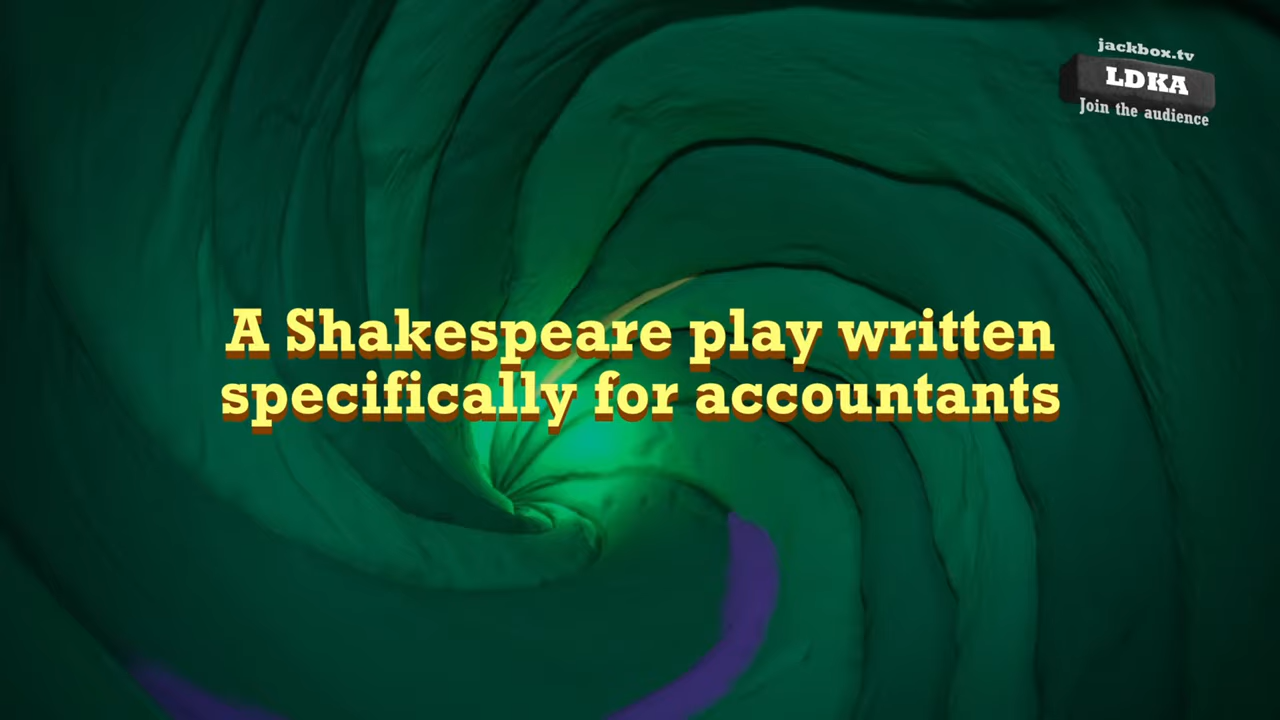 jackbox.tv
LDKA
Join the audience
A Shakespeare play written
specifically for accountants